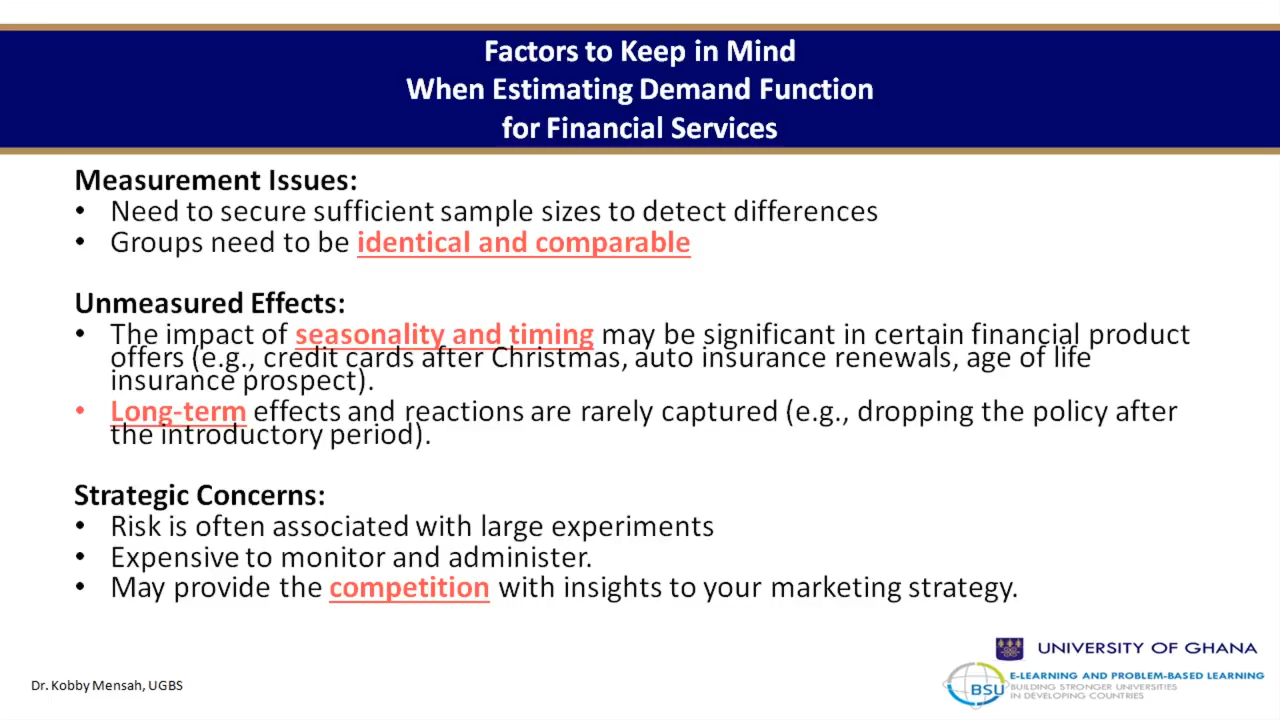 Factors to Keep in Mind
When Estimating Demand Function
for Financial Services
Measurement Issues:
• Need to secure sufficient sample sizes to detect differences
• Groups need to be identical and comparable
Unmeasured Effects:
• The impact of seasonality and timing may be significant in certain financial product
offers (e.g., credit cards after Christmas, auto insurance renewals, age of life
insurance prospect).
• Long-term effects and reactions are rarely captured (e.g., dropping the policy after
the introductory period).
Strategic Concerns:
• Risk is often associated with large experiments
• Expensive to monitor and administer.
• May provide the competition with insights to your marketing strategy.
UNIVERSITY OF GHANA
Dr. Kobby Mensah, UGBS
BSU
E-LEARNING AND PROBLEM-BASED LEARNING
BUILDING STRONGER UNIVERSITIES
IN DEVELOPING COUNTRIES